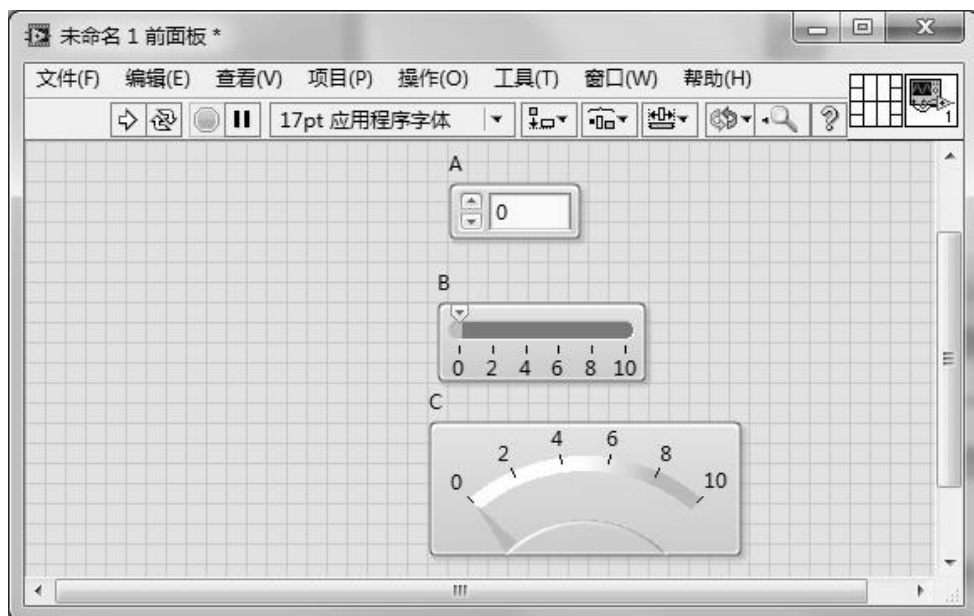 未命名 1 前面板 *
文件(F) 编辑(E) 查看(V) 项目(P) 操作(O) 工具(T) 窗口(W) 帮助(H)
17pt 应用程序字体
1
A
0
B
0 2 4 6 8 10
C
0 2 4 6 8 10